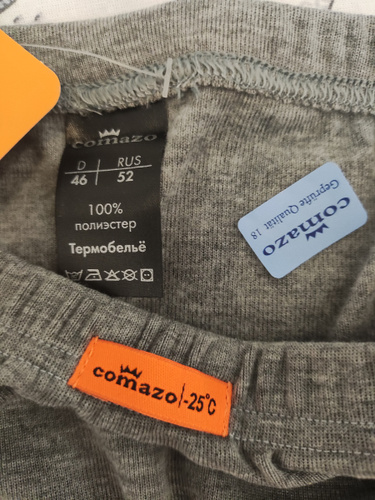 comazo
D | RUS
46 | 52
100%
полиэстер
Термобельё
comazo
Geprüfte Qualität 18
comazo -25°C